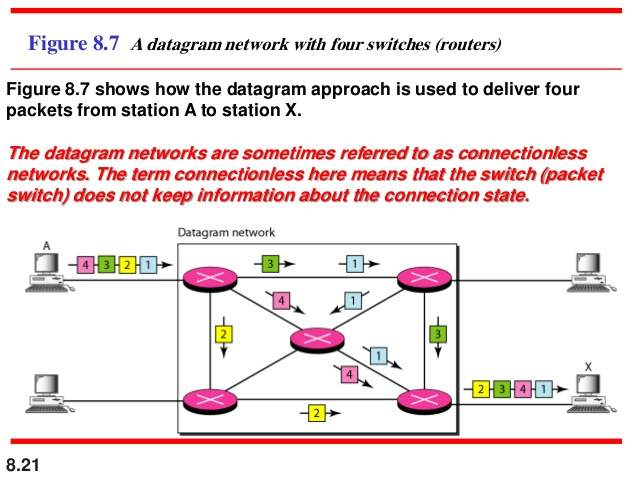 Figure 8.7 A datagram network with four switches (routers)
Figure 8.7 shows how the datagram approach is used to deliver four
packets from station A to station X.
The datagram networks are sometimes referred to as connectionless
networks. The term connectionless here means that the switch (packet
switch) does not keep information about the connection state.
Datagram network
A
4 3 2 1
3
1
4
1
2
3
1
4
X
2 3 4 1
2
8.21